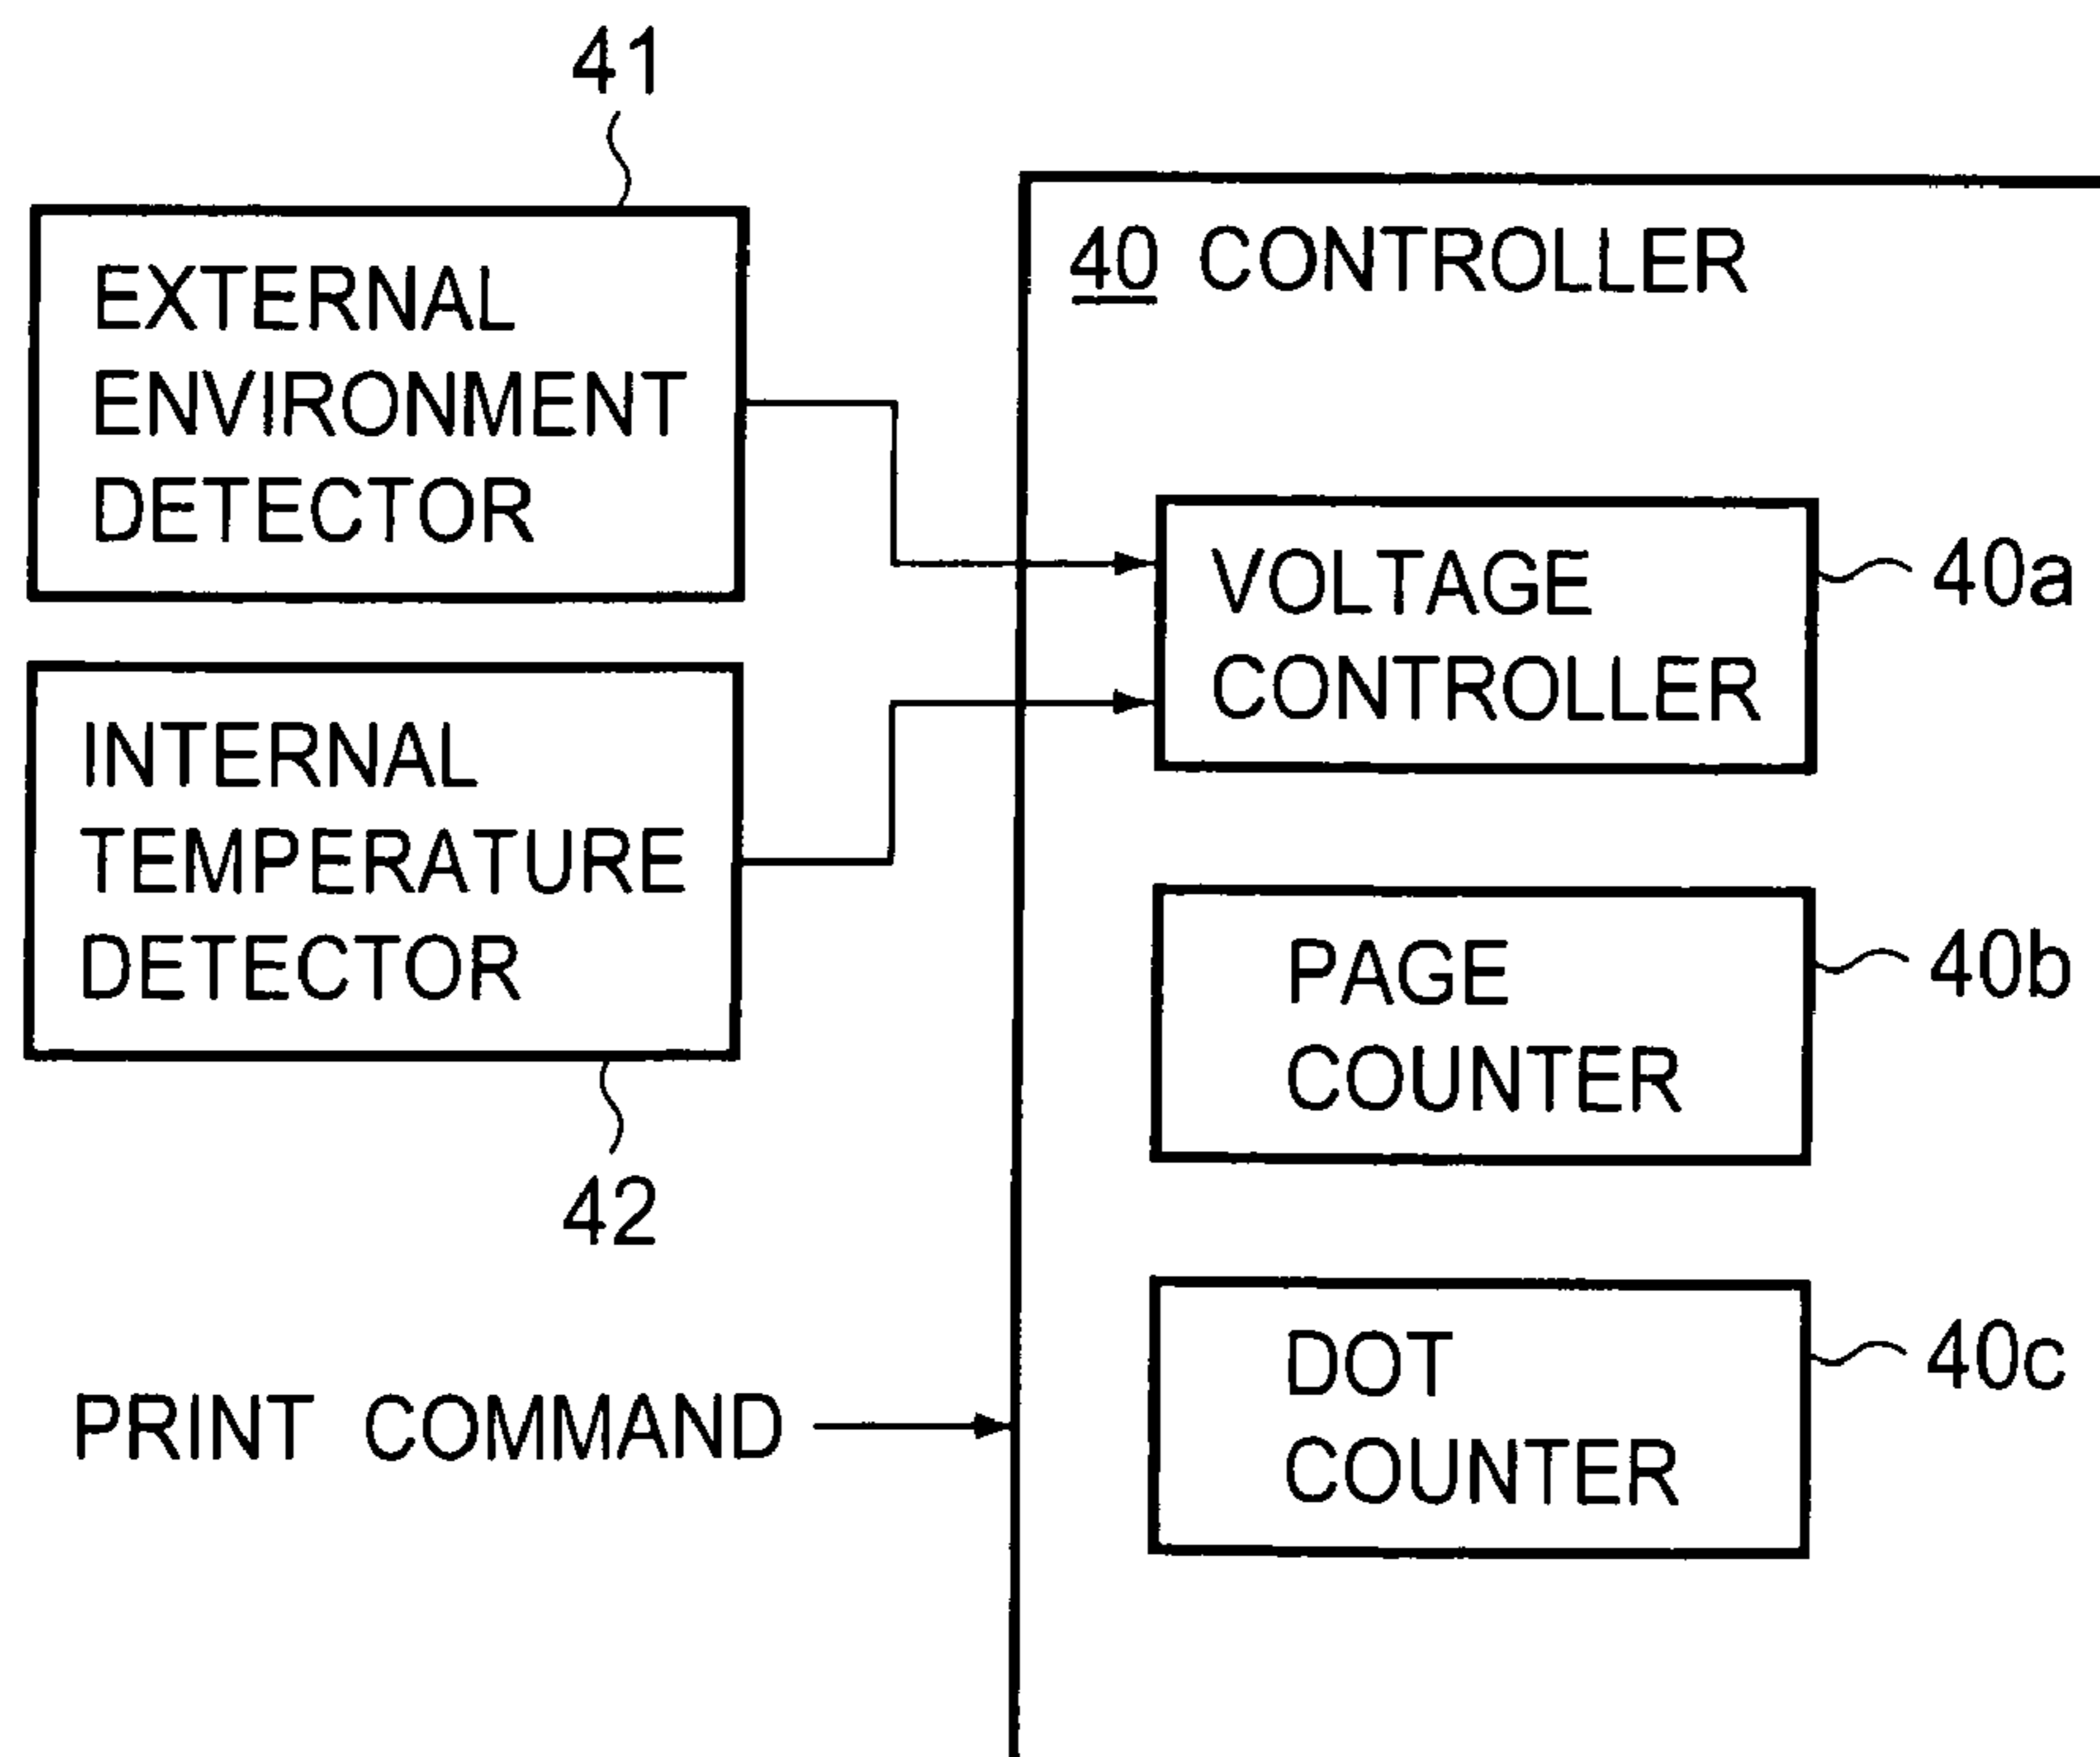 41
EXTERNAL
ENVIRONMENT
DETECTOR
INTERNAL
TEMPERATURE
DETECTOR
42
PRINT COMMAND
40 CONTROLLER
VOLTAGE
CONTROLLER
40a
PAGE
COUNTER
40b
DOT
COUNTER
40c